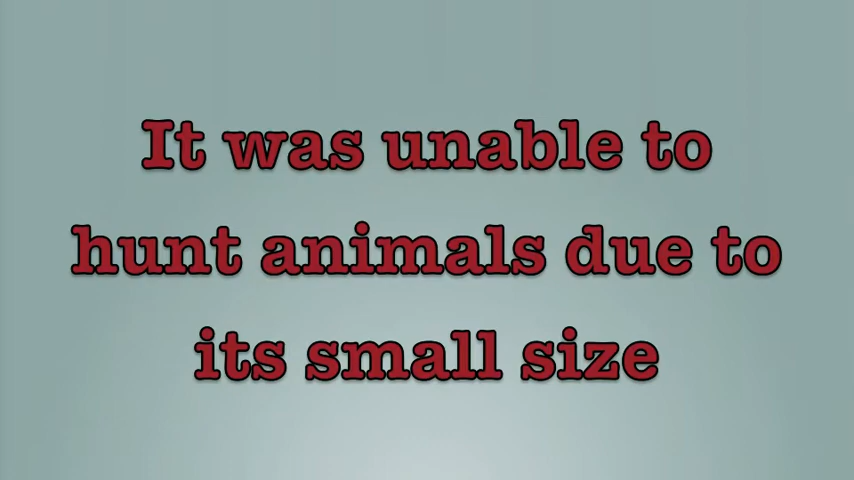 It was unable to
hunt animals due to
its small size